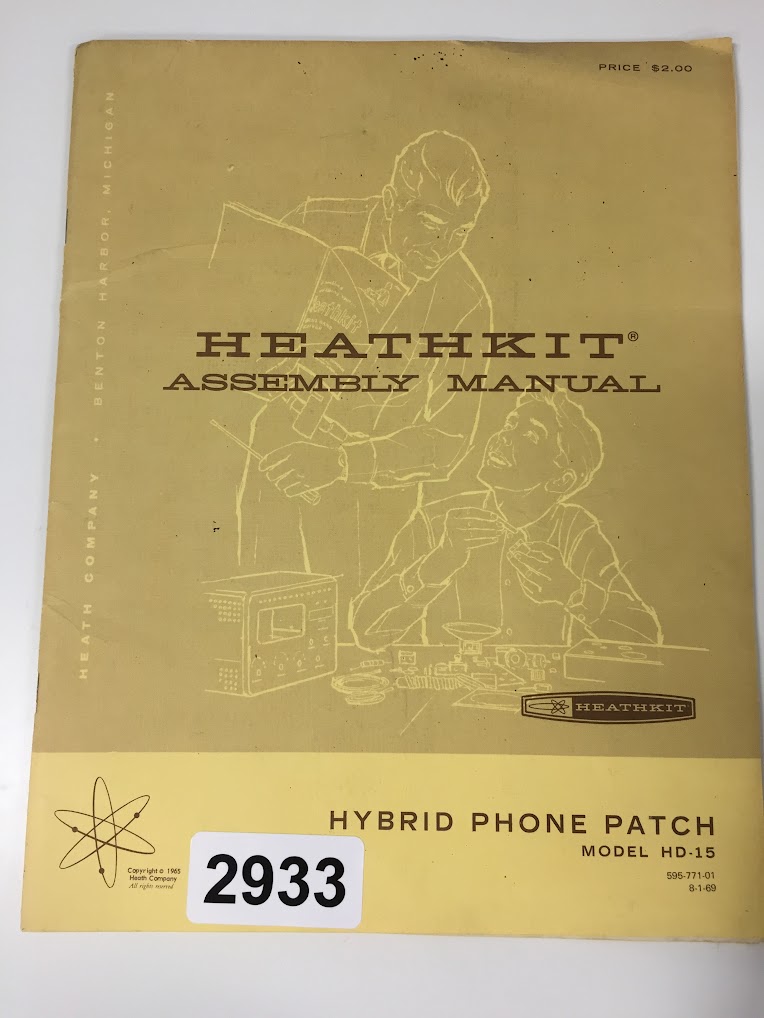 PRICE $2.00
HEATH COMPANY • BENTON HARBOR, MICHIGAN
heathkit
HEATHKIT®
ASSEMBLY MANUAL
HEATHKIT
HYBRID PHONE PATCH
MODEL HD-15
595-771-01
8-1-69
Copyright © 1965
Heath Company
All rights reserved
2933